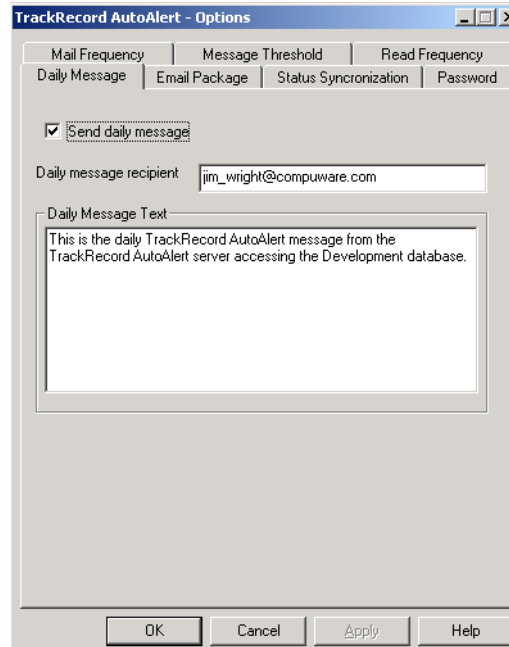 TrackRecord AutoAlert - Options
Mail Frequency Message Threshold Read Frequency
Daily Message Email Package Status Syncronization Password
Send daily message
Daily message recipient jim_wright@compuware.com
Daily Message Text
This is the daily TrackRecord AutoAlert message from the
TrackRecord AutoAlert server accessing the Development database.
OK Cancel Apply Help